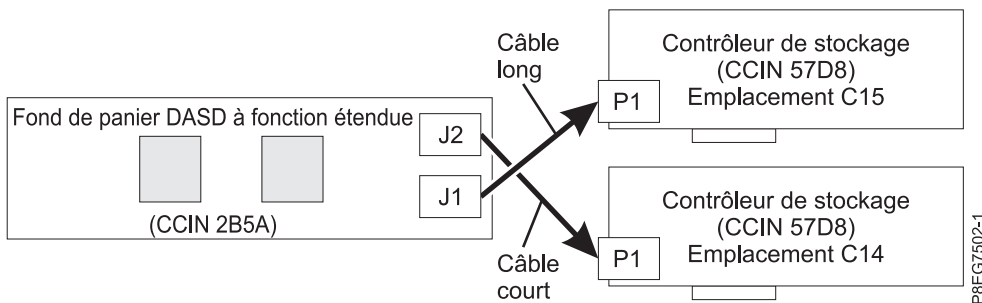 Fond de panier DASD à fonction étendue
J2
J1
(CCIN 2B5A)
Câble
long
Câble
court
Contrôleur de stockage
(CCIN 57D8)
Emplacement C15
P1
Contrôleur de stockage
(CCIN 57D8)
Emplacement C14
P1
P8EG7502-1